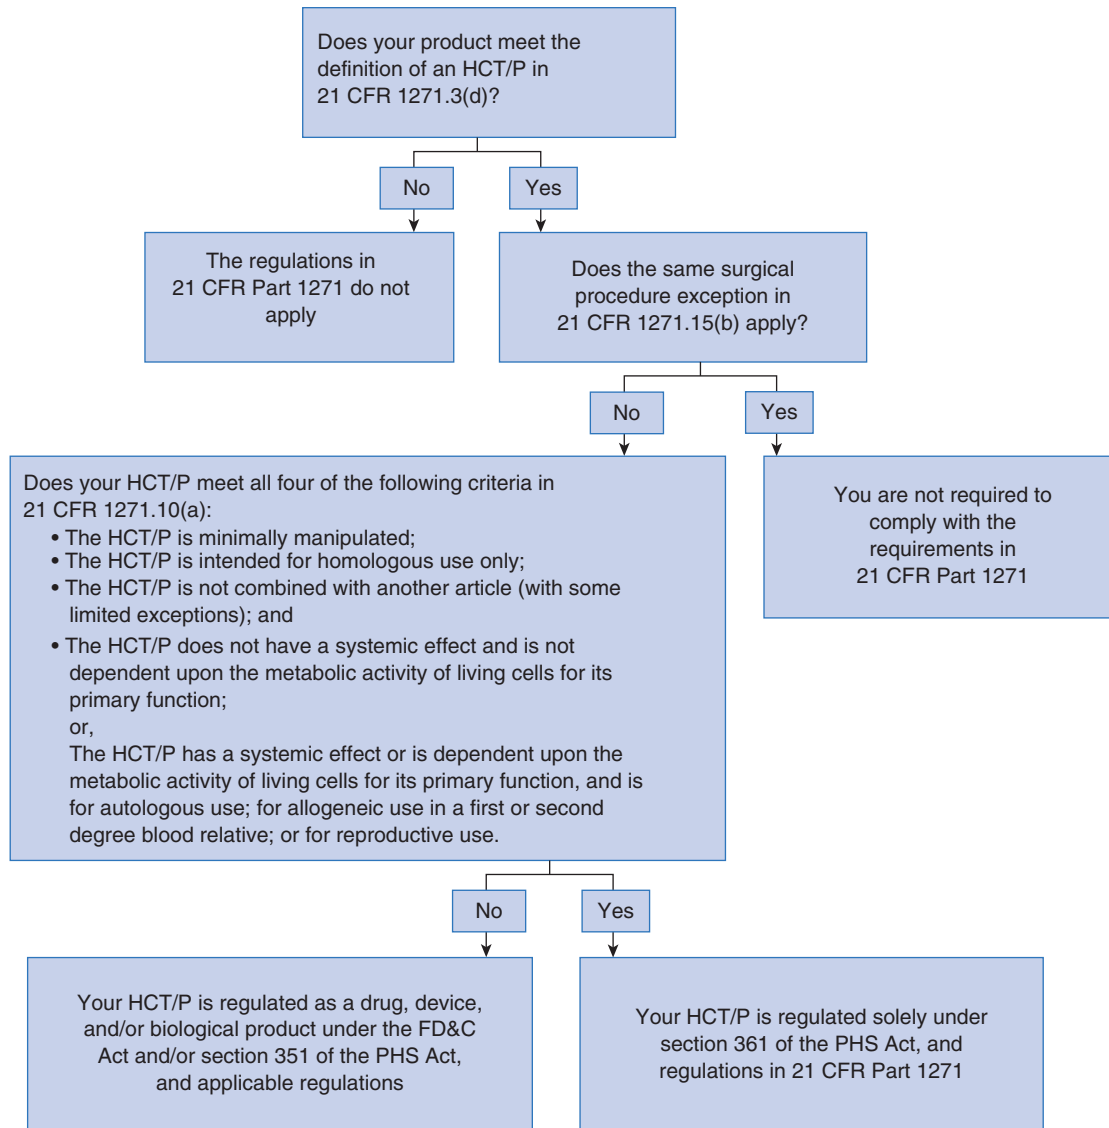 Does your product meet the
definition of an HCT/P in
21 CFR 1271.3(d)?
No
Yes
The regulations in
21 CFR Part 1271 do not
apply
Does the same surgical
procedure exception in
21 CFR 1271.15(b) apply?
No
Yes
Does your HCT/P meet all four of the following criteria in
21 CFR 1271.10(a):
• The HCT/P is minimally manipulated;
• The HCT/P is intended for homologous use only;
• The HCT/P is not combined with another article (with some
limited exceptions); and
• The HCT/P does not have a systemic effect and is not
dependent upon the metabolic activity of living cells for its
primary function;
or,
The HCT/P has a systemic effect or is dependent upon the
metabolic activity of living cells for its primary function, and is
for autologous use; for allogeneic use in a first or second
degree blood relative; or for reproductive use.
You are not required to
comply with the
requirements in
21 CFR Part 1271
No
Yes
Your HCT/P is regulated as a drug, device,
and/or biological product under the FD&C
Act and/or section 351 of the PHS Act,
and applicable regulations
Your HCT/P is regulated solely under
section 361 of the PHS Act, and
regulations in 21 CFR Part 1271